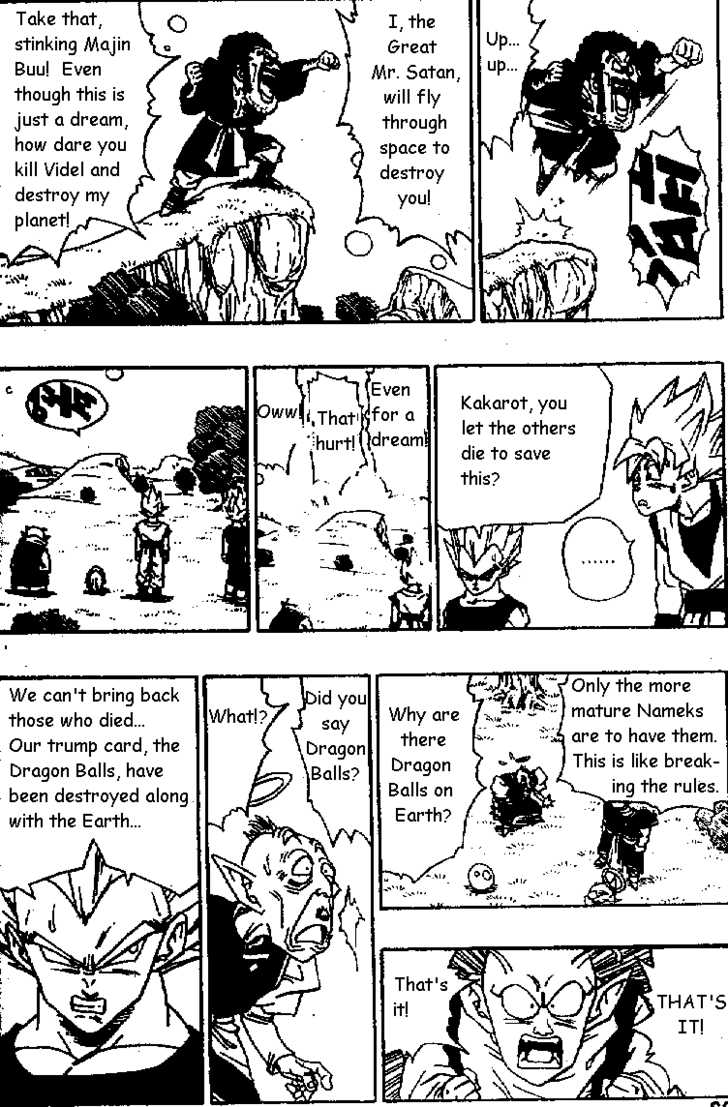 Take that,
stinking Majin
Buu! Even
though this is
just a dream,
how dare you
kill Videl and
destroy my
planet!
I, the
Great
Mr. Satan,
will fly
through
space to
destroy
you!
Up...
up...
Oww!
That
hurt!
Even
for a
dream!
Kakarot, you
let the others
die to save
this?
......
We can't bring back
those who died...
Our trump card, the
Dragon Balls, have
been destroyed along
with the Earth...
What!?
Did you
say
Dragon
Balls?
Why are
there
Dragon
Balls on
Earth?
Only the more
mature Nameks
are to have them.
This is like break-
ing the rules.
That's
it!
THAT'S
IT!